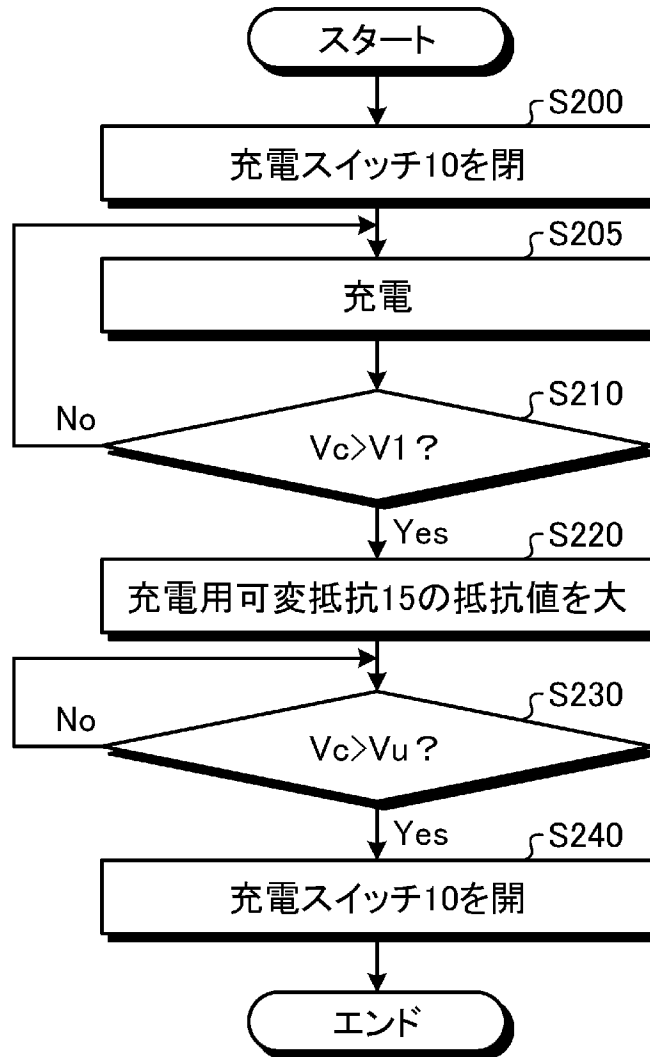 スタート
S200
充電スイッチ10を閉
S205
充電
S210
No
Vc>V1?
Yes
S220
充電用可変抵抗15の抵抗値を大
S230
No
Vc>Vu?
Yes
S240
充電スイッチ10を開
エンド